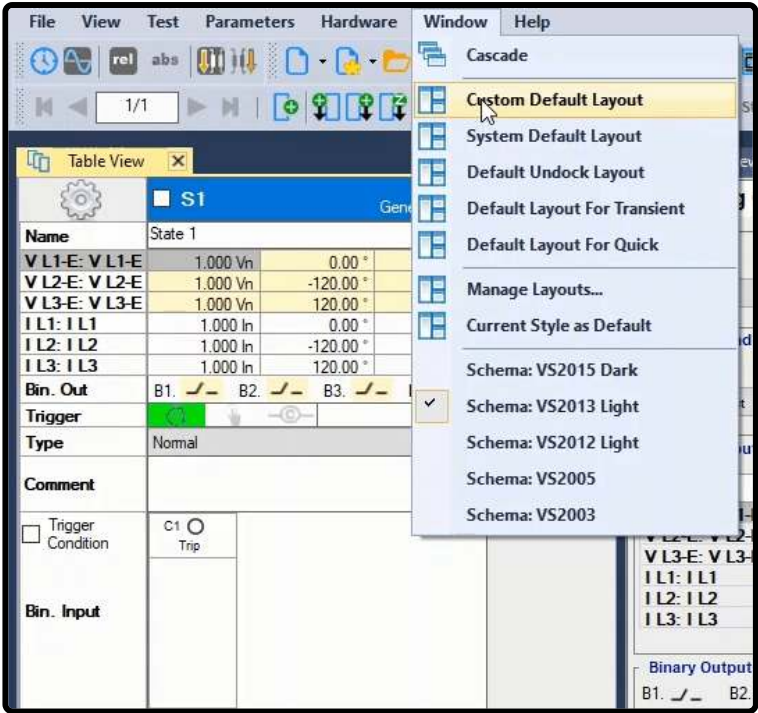 File View Test Parameters Hardware Window Help
rel abs
1/1
Cascade
Custom Default Layout
System Default Layout
Default Undock Layout
Default Layout For Transient
Default Layout For Quick
Manage Layouts...
Current Style as Default
Schema: VS2015 Dark
Schema: VS2013 Light
Schema: VS2012 Light
Schema: VS2005
Schema: VS2003
Table View
S1
Gene
Name State 1
V L1-E: V L1-E 1.000 Vn 0.00 °
V L2-E: V L2-E 1.000 Vn -120.00 °
V L3-E: V L3-E 1.000 Vn 120.00 °
I L1: I L1 1.000 In 0.00 °
I L2: I L2 1.000 In -120.00 °
I L3: I L3 1.000 In 120.00 °
Bin. Out B1. B2. B3.
Trigger
Type Normal
Comment
Trigger Condition
C1
Trip
Bin. Input
V L3-E: V L3-
I L1: I L1
I L2: I L2
I L3: I L3
Binary Output
B1. B2.